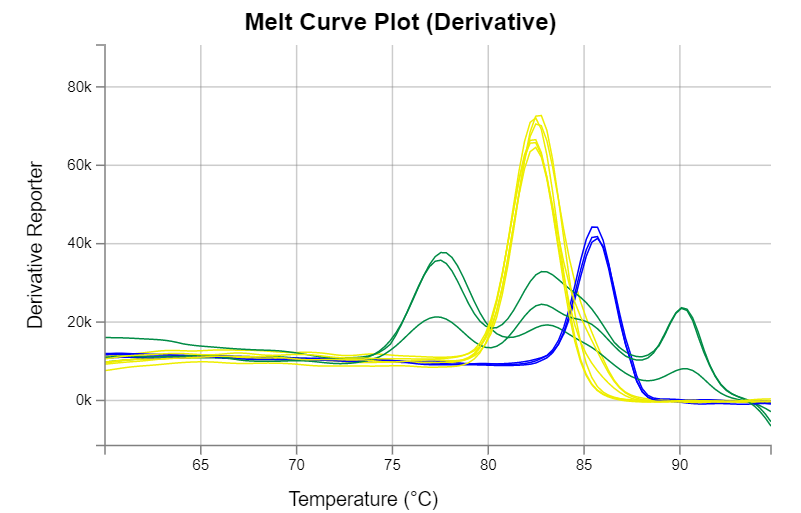 Melt Curve Plot (Derivative)
80k
60k
40k
20k
0k
Derivative Reporter
65
70
75
80
85
90
Temperature (°C)